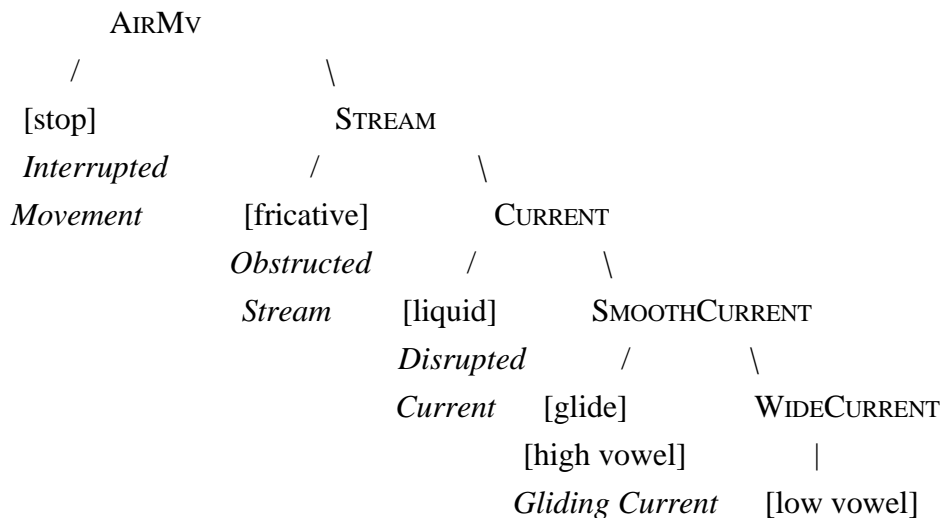 AIRMV
/ \
[stop] STREAM
Interrupted / \
Movement [fricative] CURRENT
Obstructed / \
Stream [liquid] SMOOTHCURRENT
Disrupted / \
Current [glide] WIDECURRENT
[high vowel] |
Gliding Current [low vowel]